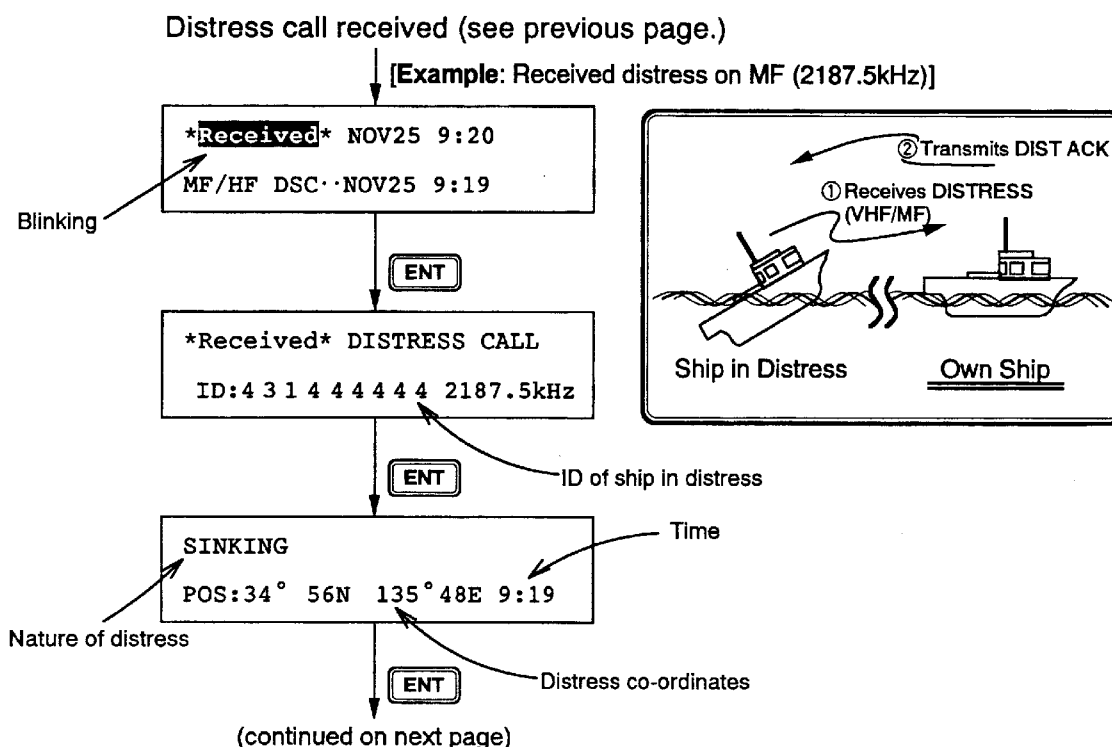 Distress call received (see previous page.)
[Example: Received distress on MF (2187.5kHz)]
*Received* NOV25 9:20
MF/HF DSC··NOV25 9:19
Blinking
ENT
*Received* DISTRESS CALL
ID:4 3 1 4 4 4 4 4 4 2187.5kHz
ENT
ID of ship in distress
Time
SINKING
POS:34° 56N 135°48E 9:19
Nature of distress
ENT
Distress co-ordinates
(continued on next page)
② Transmits DIST ACK
① Receives DISTRESS
(VHF/MF)
Ship in Distress
Own Ship